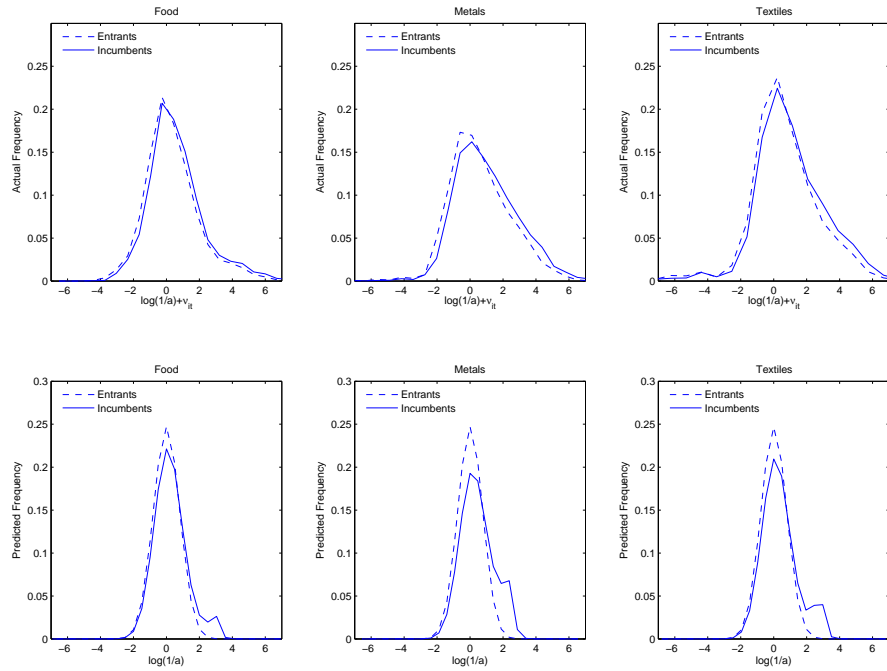 Food
Metals
Textiles
Entrants
Incumbents
Entrants
Incumbents
Entrants
Incumbents
Actual Frequency
0.25
0.2
0.15
0.1
0.05
0
Actual Frequency
0.25
0.2
0.15
0.1
0.05
0
Actual Frequency
0.25
0.2
0.15
0.1
0.05
0
−6 −4 −2 0 2 4 6
−6 −4 −2 0 2 4 6
−6 −4 −2 0 2 4 6
log(1/a)+ν_it
log(1/a)+ν_it
log(1/a)+ν_it
Food
Metals
Textiles
Entrants
Incumbents
Entrants
Incumbents
Entrants
Incumbents
Predicted Frequency
0.3
0.25
0.2
0.15
0.1
0.05
0
Predicted Frequency
0.3
0.25
0.2
0.15
0.1
0.05
0
Predicted Frequency
0.3
0.25
0.2
0.15
0.1
0.05
0
−6 −4 −2 0 2 4 6
−6 −4 −2 0 2 4 6
−6 −4 −2 0 2 4 6
log(1/a)
log(1/a)
log(1/a)